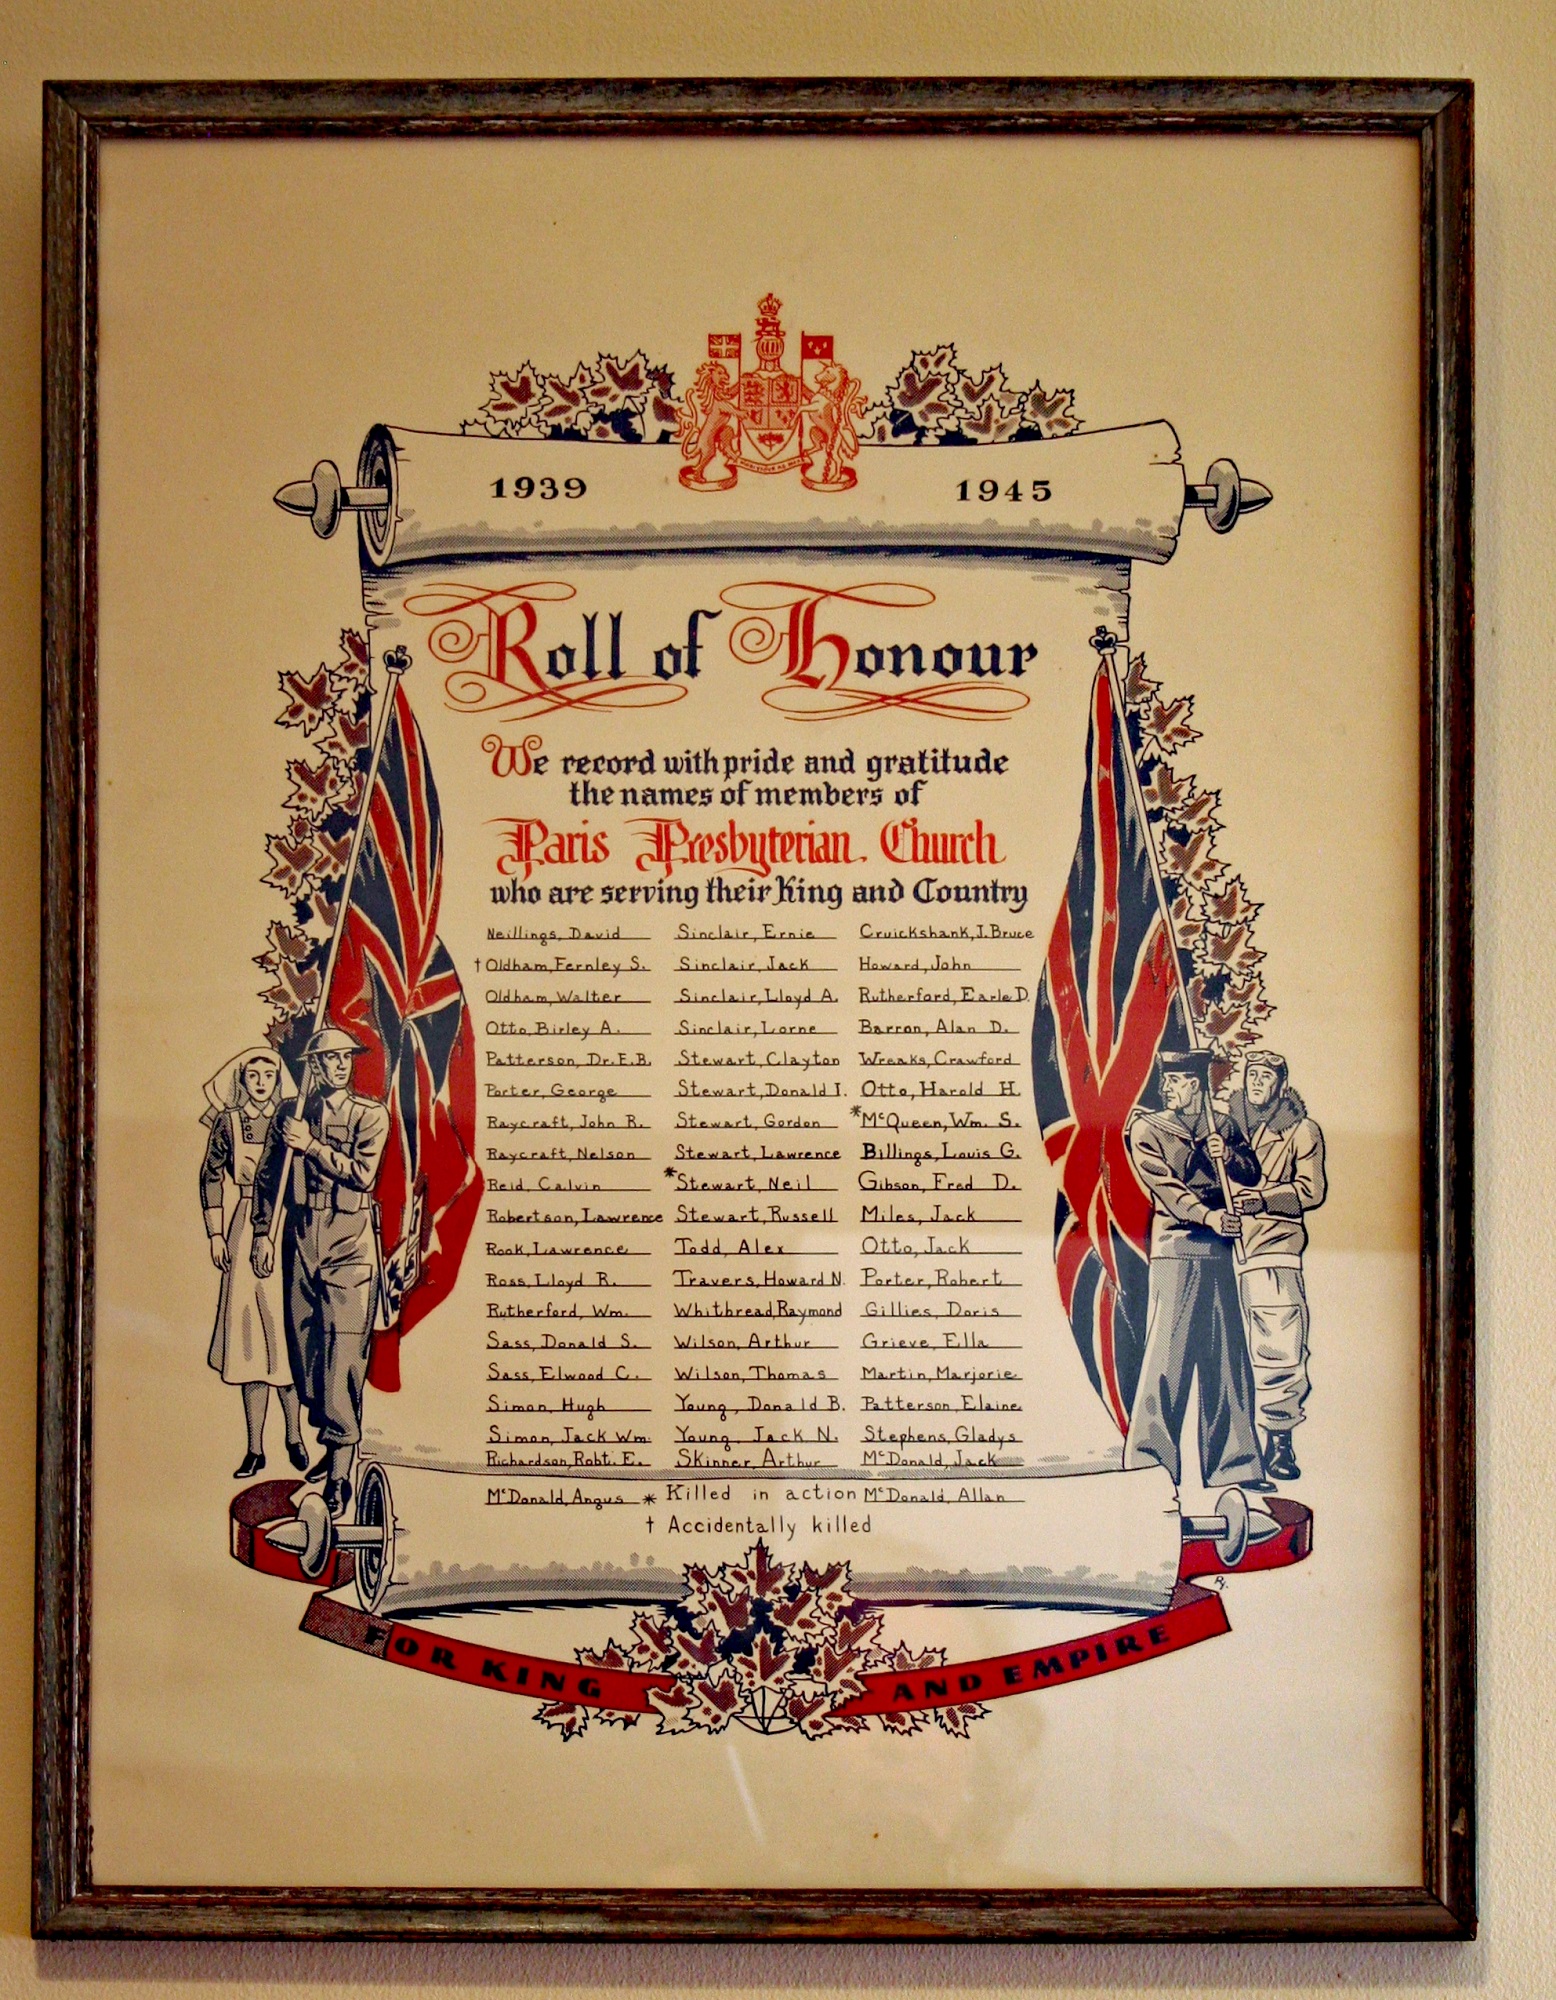 1939 1945
Roll of Honour
We record with pride and gratitude
the names of members of
Paris Presbyterian Church
who are serving their King and Country
Neillings, David Sinclair, Ernie Cruickshank, J. Bruce
† Oldham, Fernley S. Sinclair, Jack Howard, John
Oldham, Walter Sinclair, Lloyd A. Rutherford, Earle D.
Otto, Birley A. Sinclair, Lorne Barron, Alan D.
Patterson, Dr. E.B. Stewart, Clayton Wreaks, Crawford
Porter, George Stewart, Donald I. Otto, Harold H.
Raycraft, John R. Stewart, Gordon * McQueen, Wm. S.
Raycraft, Nelson Stewart, Lawrence Billings, Louis G.
Reid, Calvin * Stewart, Neil Gibson, Fred D.
Robertson, Lawrence Stewart, Russell Miles, Jack
Rook, Lawrence Todd, Alex Otto, Jack
Ross, Lloyd R. Travers, Howard N. Porter, Robert
Rutherford, Wm. Whitbread, Raymond Gillies, Doris
Sass, Donald S. Wilson, Arthur Grieve, Ella
Sass, Elwood C. Wilson, Thomas Martin, Marjorie
Simon, Hugh Young, Donald B. Patterson, Elaine
Simon, Jack Wm. Young, Jack N. Stephens, Gladys
Richardson, Robt. E. Skinner, Arthur McDonald, Jack
McDonald, Angus * Killed in action McDonald, Allan
† Accidentally killed
FOR KING AND EMPIRE